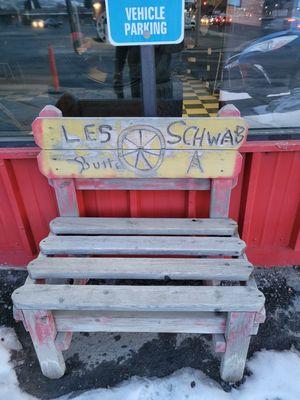 VEHICLE
PARKING
LES SCHWAB
Butte